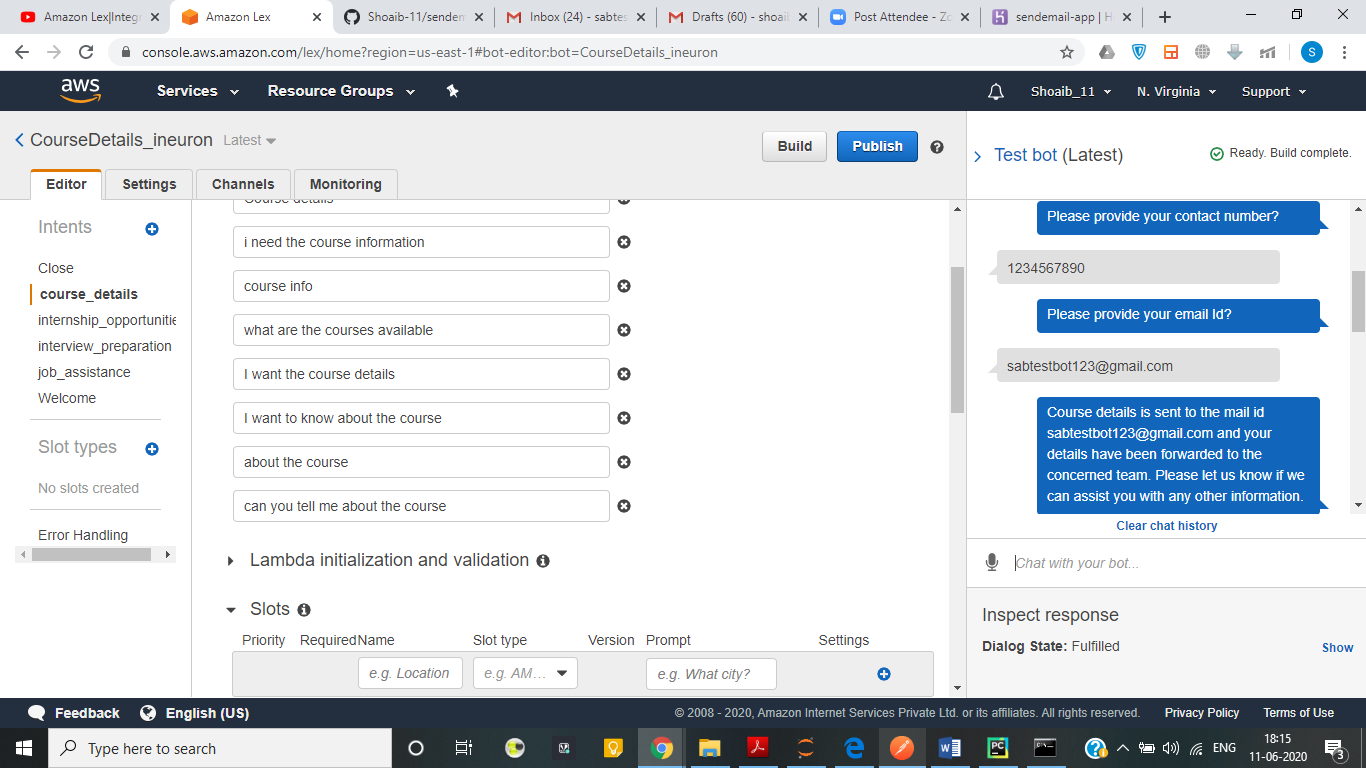 Amazon Lex|Integr
Amazon Lex
Shoaib-11/sendem
Inbox (24) - sabtes
Drafts (60) - shoaib
Post Attendee - Zo
sendemail-app | H
console.aws.amazon.com/lex/home?region=us-east-1#bot-editor:bot=CourseDetails_ineuron
S
aws
Services
Resource Groups
Shoaib_11
N. Virginia
Support
CourseDetails_ineuron
Latest
Build
Publish
Editor
Settings
Channels
Monitoring
Intents
Close
course_details
internship_opportunitie
interview_preparation
job_assistance
Welcome
Slot types
No slots created
Error Handling
Course details
i need the course information
course info
what are the courses available
I want the course details
I want to know about the course
about the course
can you tell me about the course
Lambda initialization and validation
Slots
Priority Required Name Slot type Version Prompt Settings
e.g. Location
e.g. AM...
e.g. What city?
Test bot (Latest)
Ready. Build complete.
Please provide your contact number?
1234567890
Please provide your email Id?
sabtestbot123@gmail.com
Course details is sent to the mail id
sabtestbot123@gmail.com and your
details have been forwarded to the
concerned team. Please let us know if we
can assist you with any other information.
Clear chat history
Chat with your bot...
Inspect response
Dialog State: Fulfilled
Show
Feedback
English (US)
© 2008 - 2020, Amazon Internet Services Private Ltd. or its affiliates. All rights reserved.
Privacy Policy
Terms of Use
Type here to search
PC
ENG
18:15
11-06-2020
3